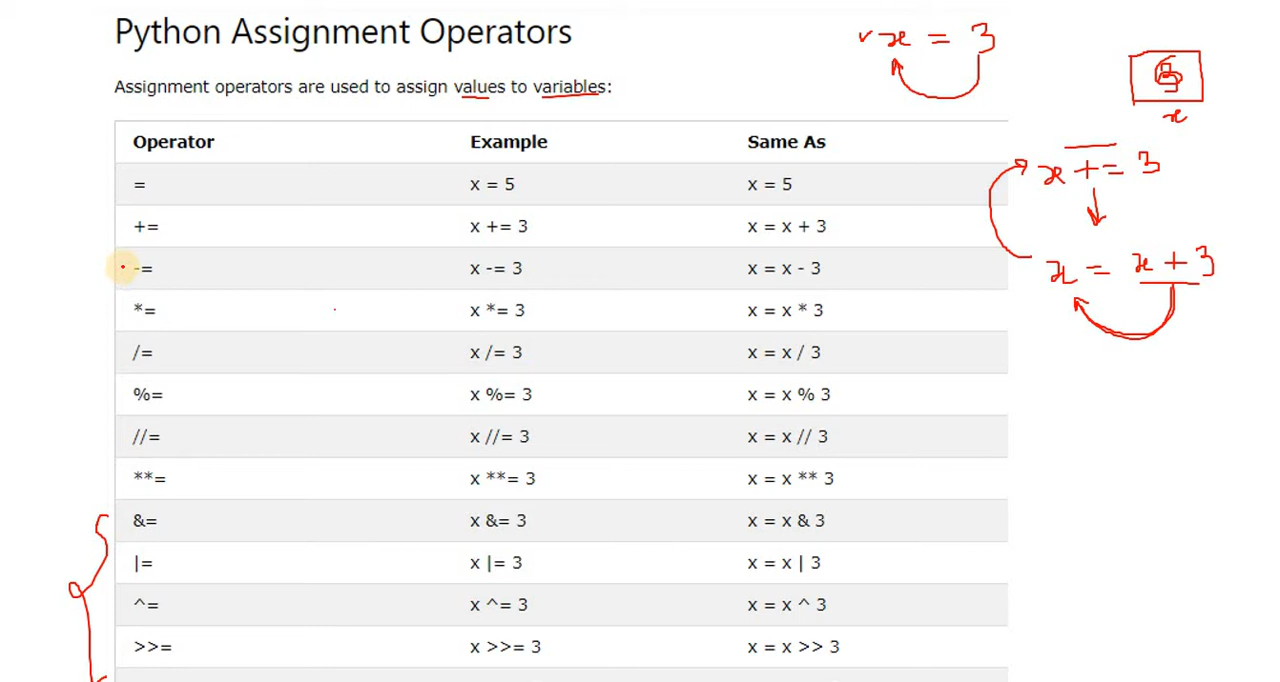 Python Assignment Operators
x = 3
Assignment operators are used to assign values to variables:
x
Operator Example Same As
x += 3
= x = 5 x = 5
+= x += 3 x = x + 3
-= x -= 3 x = x - 3
x = x + 3
*= x *= 3 x = x * 3
/= x /= 3 x = x / 3
%= x %= 3 x = x % 3
//= x //= 3 x = x // 3
**= x **= 3 x = x ** 3
&= x &= 3 x = x & 3
|= x |= 3 x = x | 3
^= x ^= 3 x = x ^ 3
>>= x >>= 3 x = x >> 3